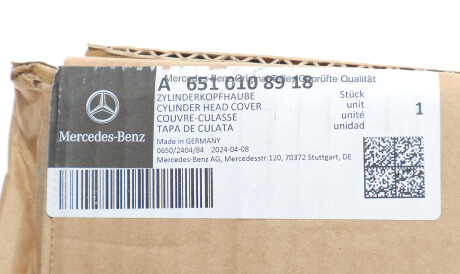 Mercedes-Benz Originalteile/Geprüfte Qualität
A 651 010 89 18
ZYLINDERKOPFHAUBE Stück
CYLINDER HEAD COVER unit
COUVRE-CULASSE unité
TAPA DE CULATA unidad
1
Mercedes-Benz
Made in GERMANY
0650/2404/84 2024-04-08
Mercedes-Benz AG, Mercedesstr.120, 70372 Stuttgart, DE